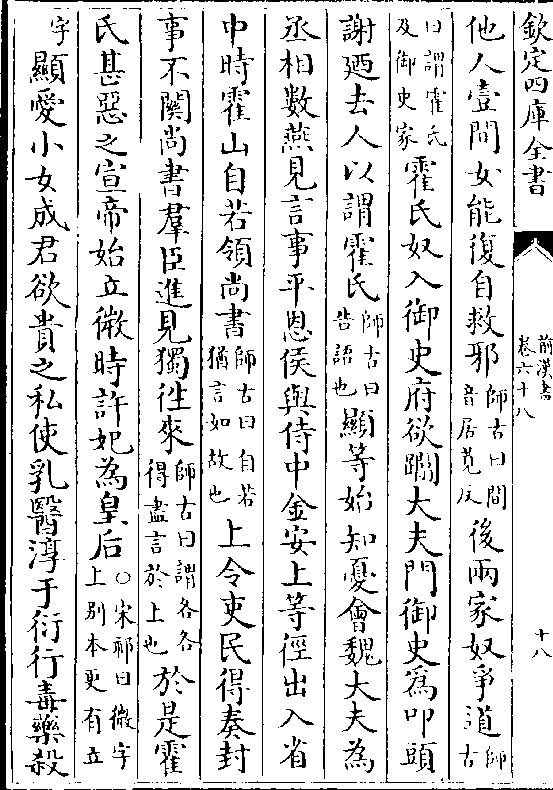 欽定四庫全書
前漢書
卷六十八
十八
他人壹間女能復自救邪師古曰間音居莧反後兩家奴爭道師古
曰謂霍氏及御史家霍氏奴入御史府欲蹋大夫門御史為叩頭
謝廼去人以謂霍氏師古曰告語也顯等始知憂會魏大夫為
丞相數燕見言事平恩侯與侍中金安上等徑出入省
中時霍山自若領尚書師古曰自若猶言如故也上令吏民得奏封
事不關尚書羣臣進見獨徃來師古曰謂各各得盡言於上也於是霍
氏甚惡之宣帝始立微時許妃為皇后○宋祁曰微字上別本更有立
字顯愛小女成君欲貴之私使乳醫淳于衍行毒藥殺